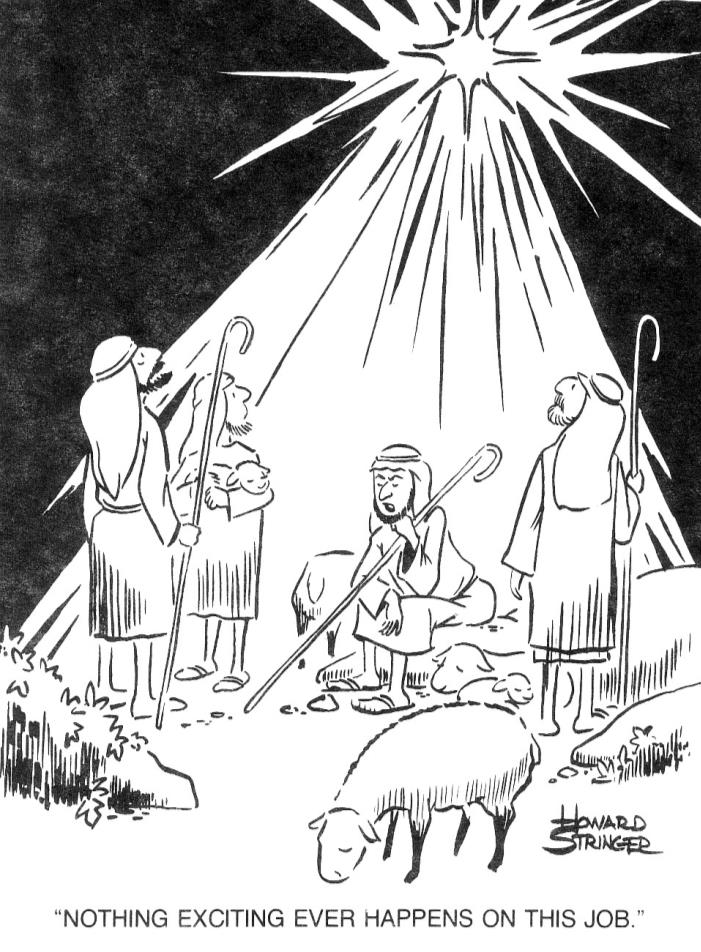 HOWARD
STRINGER
"NOTHING EXCITING EVER HAPPENS ON THIS JOB."